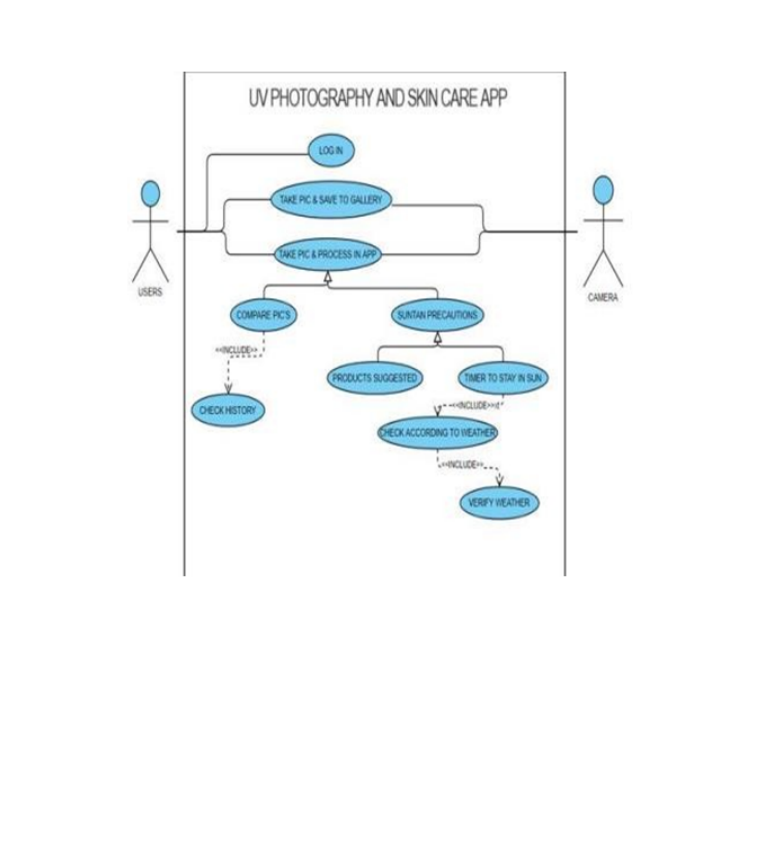 UV PHOTOGRAPHY AND SKIN CARE APP
LOG IN
TAKE PIC & SAVE TO GALLERY
TAKE PIC & PROCESS IN APP
USERS
CAMERA
COMPARE PIC'S
SUNTAN PRECAUTIONS
<<INCLUDE>>
PRODUCTS SUGGESTED
TIMER TO STAY IN SUN
CHECK HISTORY
<<INCLUDE>>
CHECK ACCORDING TO WEATHER
<<INCLUDE>>
VERIFY WEATHER